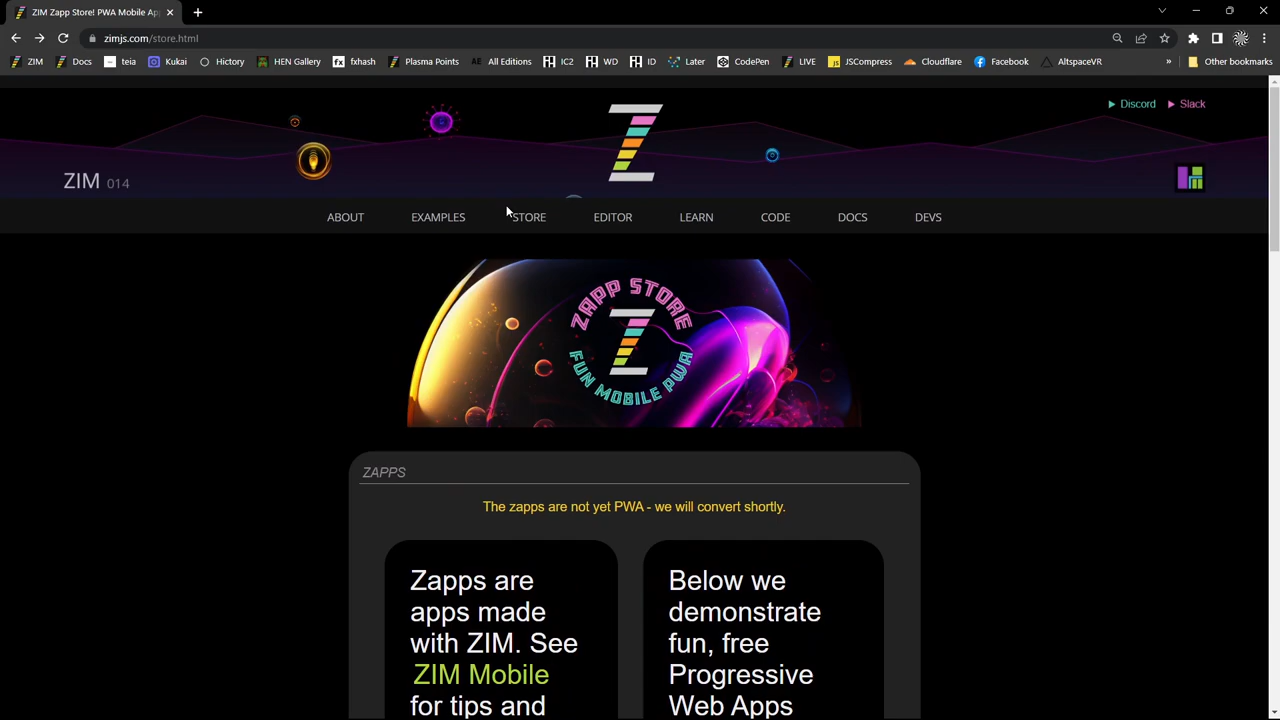 ZIM Zapp Store! PWA Mobile Ap
zimjs.com/store.html
ZIM Docs teia Kukai Hictory HEN Gallery fxhash Plasma Points All Editions IC2 WD ID Later CodePen LIVE JSCompress Cloudflare Facebook AltspaceVR » Other bookmarks
Discord Slack
ZIM 014
ABOUT EXAMPLES STORE EDITOR LEARN CODE DOCS DEVS
ZAPP STORE
FUN MOBILE PWA
ZAPPS
The zapps are not yet PWA - we will convert shortly.
Zapps are
apps made
with ZIM. See
ZIM Mobile
for tips and
Below we
demonstrate
fun, free
Progressive
Web Apps